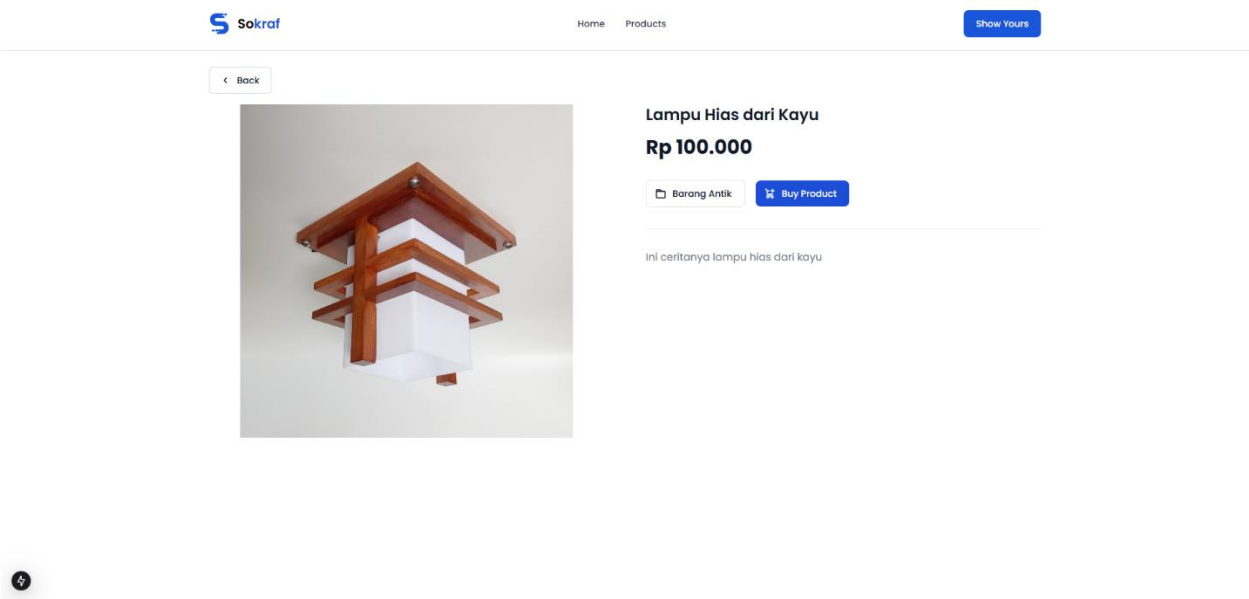 Sokraf
Home
Products
Show Yours
Back
Lampu Hias dari Kayu
Rp 100.000
Barang Antik
Buy Product
Ini ceritanya lampu hias dari kayu